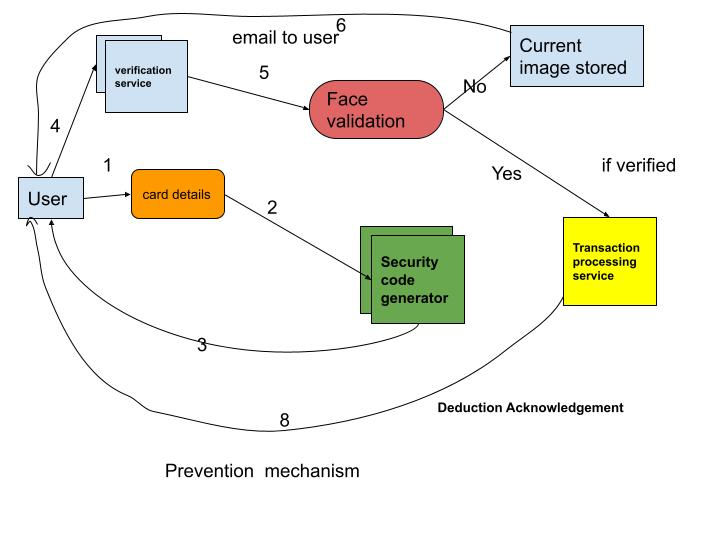 6
email to user
Current
image stored
verification
service
5
No
Face
validation
4
1
if verified
Yes
User
card details
2
Transaction
processing
service
Security
code
generator
3
Deduction Acknowledgement
8
Prevention  mechanism